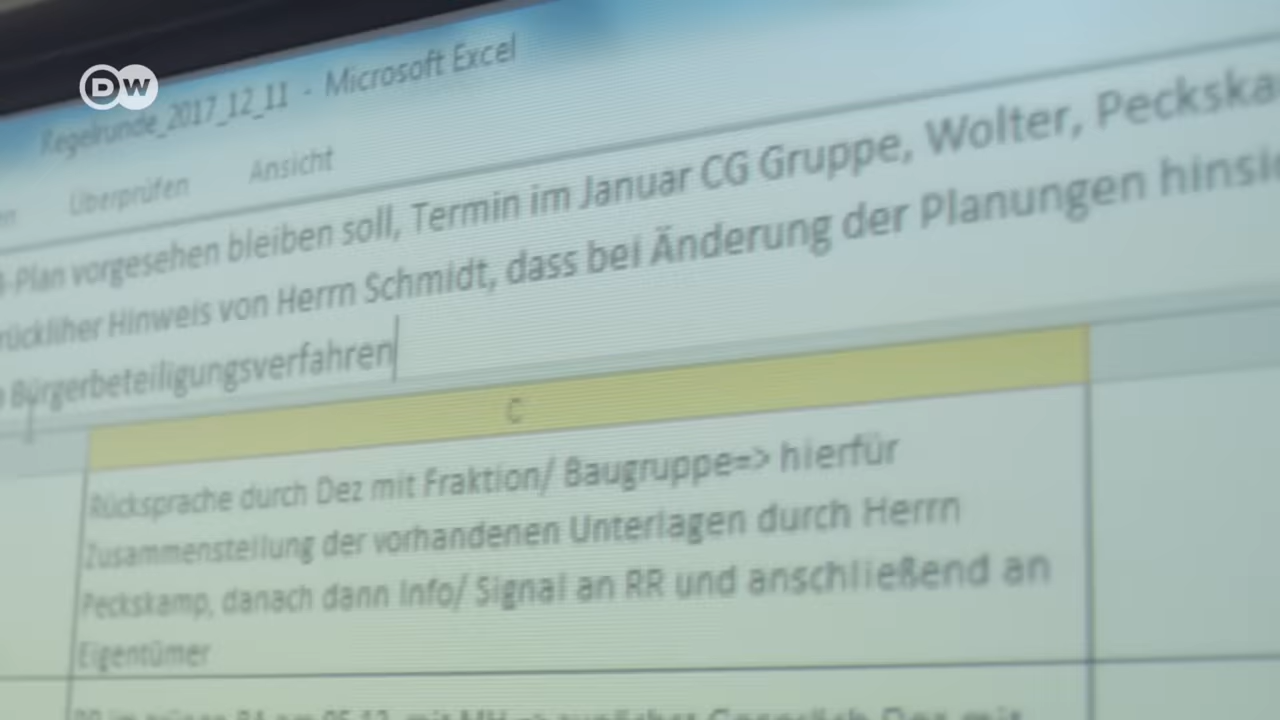 DW
Regelrunde_2017_12_11 - Microsoft Excel
Überprüfen Ansicht
-Plan vorgesehen bleiben soll, Termin im Januar CG Gruppe, Wolter, Peckska
rückliher Hinweis von Herrn Schmidt, dass bei Änderung der Planungen hinsi
Bürgerbeteiligungsverfahren
C
Rücksprache durch Dez mit Fraktion/ Baugruppe=> hierfür
Zusammenstellung der vorhandenen Unterlagen durch Herrn
Peckskamp, danach dann Info/ Signal an RR und anschließend an
Eigentümer